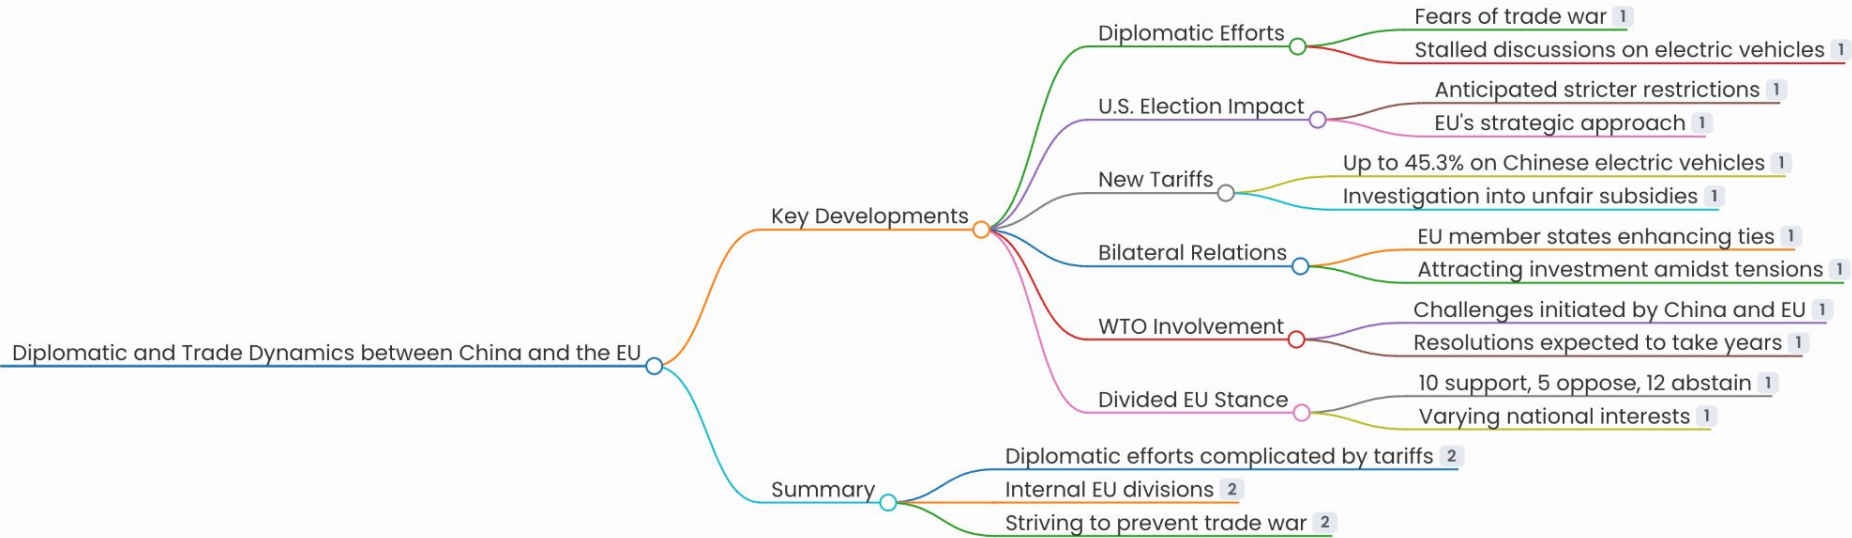 Diplomatic and Trade Dynamics between China and the EU
Key Developments
Diplomatic Efforts
Fears of trade war 1
Stalled discussions on electric vehicles 1
U.S. Election Impact
Anticipated stricter restrictions 1
EU's strategic approach 1
New Tariffs
Up to 45.3% on Chinese electric vehicles 1
Investigation into unfair subsidies 1
Bilateral Relations
EU member states enhancing ties 1
Attracting investment amidst tensions 1
WTO Involvement
Challenges initiated by China and EU 1
Resolutions expected to take years 1
Divided EU Stance
10 support, 5 oppose, 12 abstain 1
Varying national interests 1
Summary
Diplomatic efforts complicated by tariffs 2
Internal EU divisions 2
Striving to prevent trade war 2